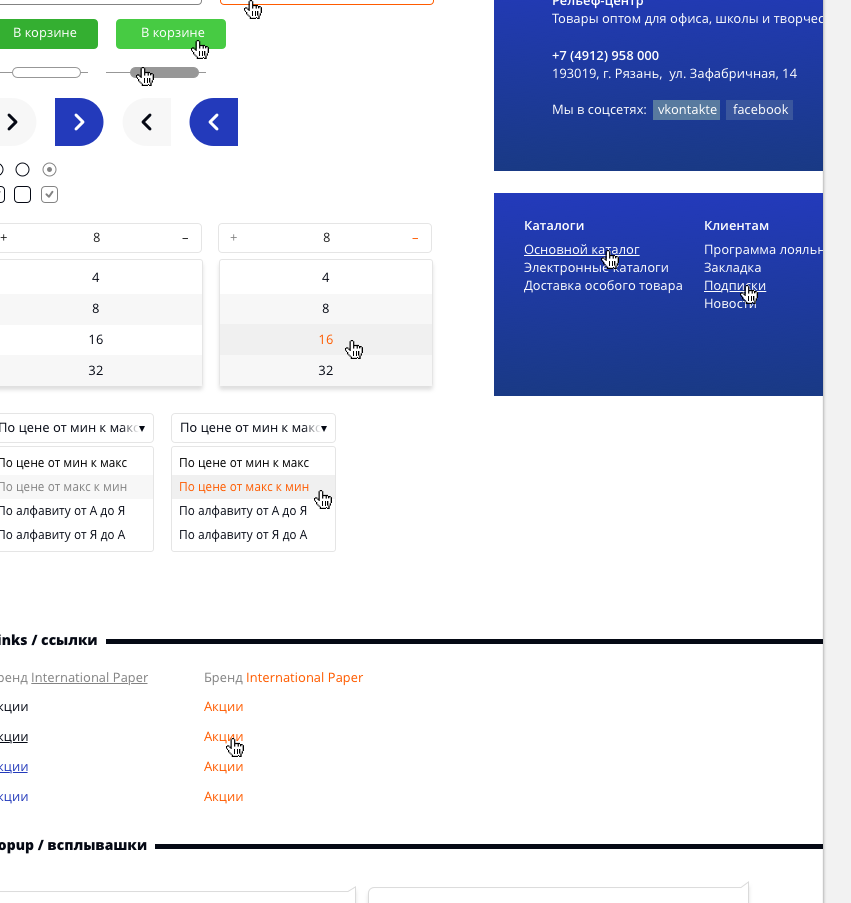 В корзине
В корзине
+ 8 –
+ 8 –
4
8
16
32
4
8
16
32
По цене от мин к мак
По цене от мин к макс
По цене от макс к мин
По алфавиту от А до Я
По алфавиту от Я до А
По цене от мин к мак
По цене от мин к макс
По цене от макс к мин
По алфавиту от А до Я
По алфавиту от Я до А
Рельеф-центр
Товары оптом для офиса, школы и творчес
+7 (4912) 958 000
193019, г. Рязань, ул. Зафабричная, 14
Мы в соцсетях: vkontakte facebook
Каталоги
Основной каталог
Электронные каталоги
Доставка особого товара
Клиентам
Программа лояльн
Закладка
Подписки
Новости
inks / ссылки
ренд International Paper
кции
кции
кции
кции
Бренд International Paper
Акции
Акции
Акции
Акции
opup / всплывашки